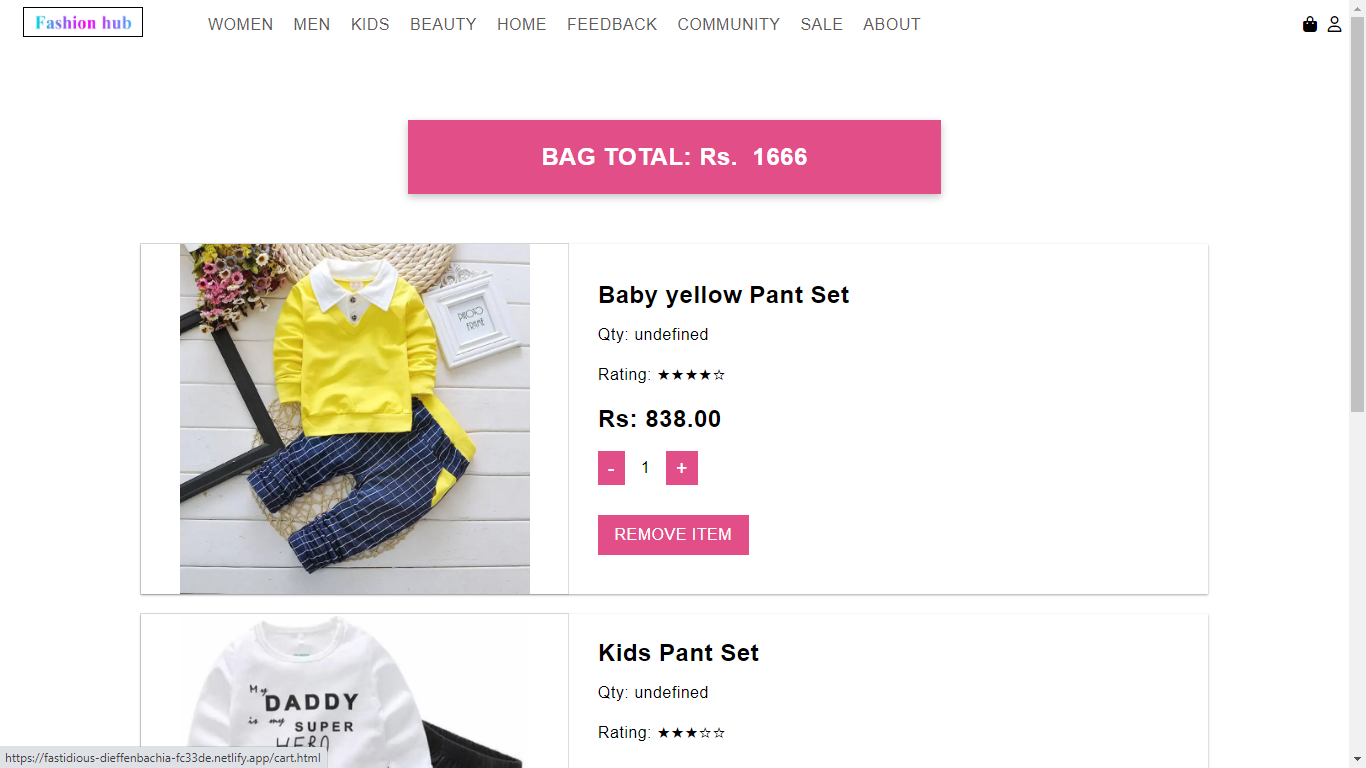 Fashion hub
WOMEN MEN KIDS BEAUTY HOME FEEDBACK COMMUNITY SALE ABOUT
BAG TOTAL: Rs. 1666
PHOTO
FRAME
Baby yellow Pant Set
Qty: undefined
Rating: ★★★★☆
Rs: 838.00
- 1 +
REMOVE ITEM
My
DADDY
is my SUPER
HERO
Kids Pant Set
Qty: undefined
Rating: ★★★☆☆
https://fastidious-dieffenbachia-fc33de.netlify.app/cart.html